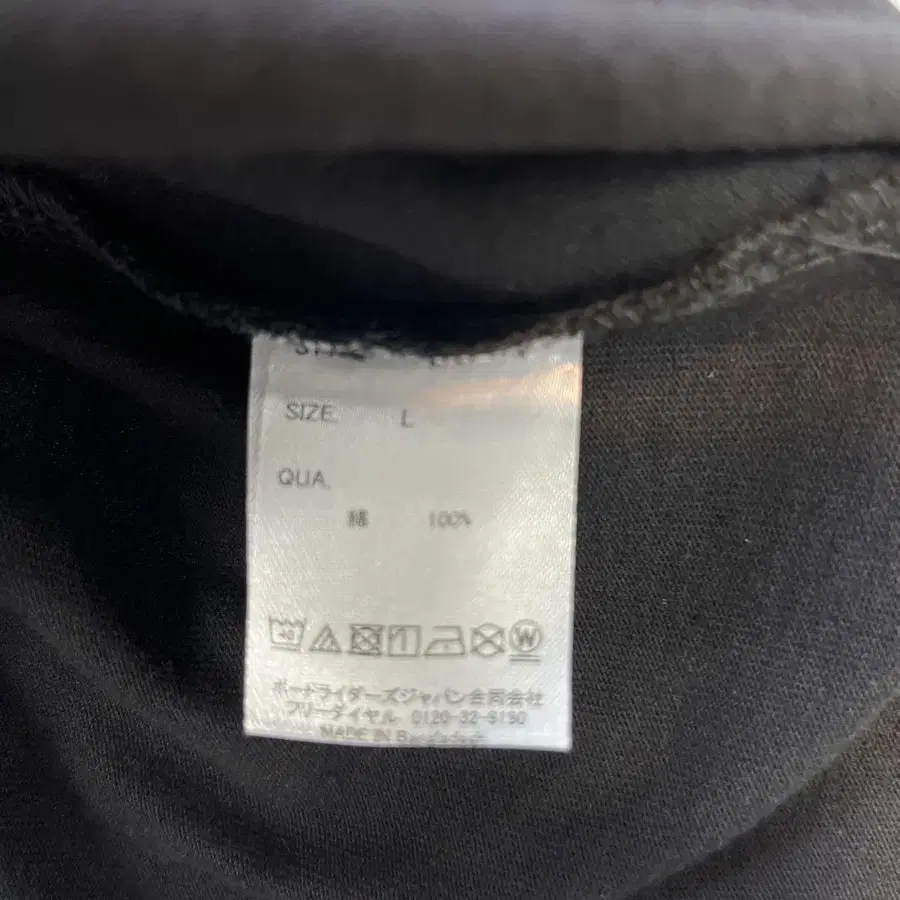 SIZE. L
QUA.
綿 100%
40 W
ボードライダーズジャパン合同会社
フリーダイヤル 0120-32-9190
MADE IN Bangladesh